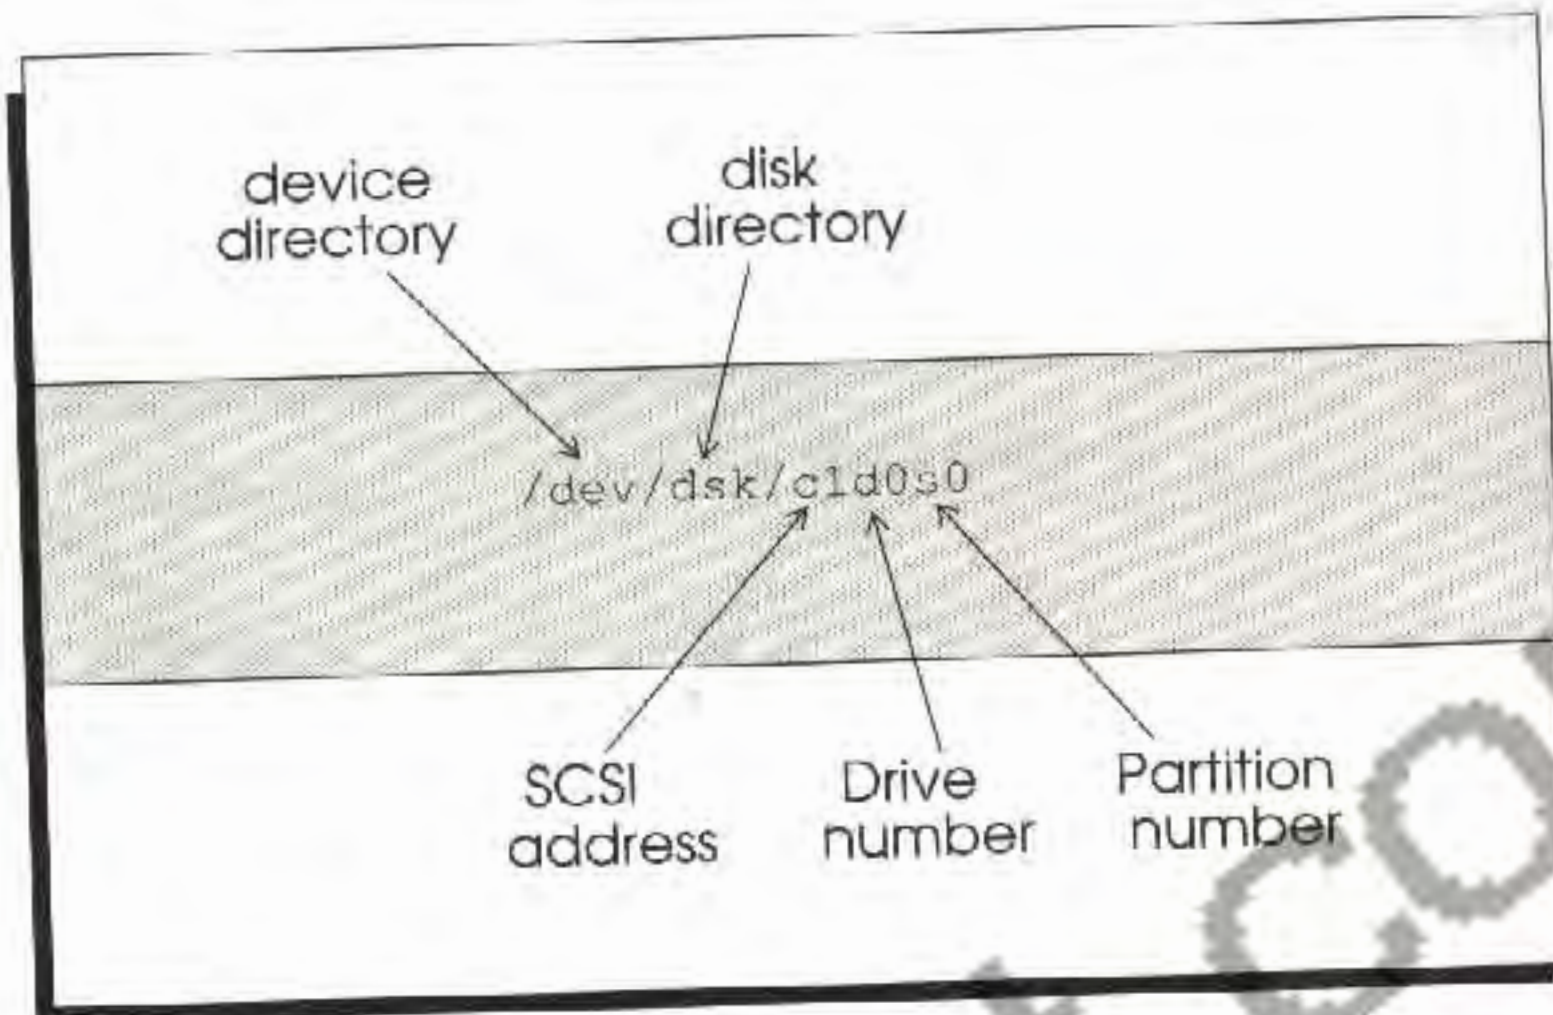 device
directory
disk
directory
/dev/dsk/c1d0s0
SCSI
address
Drive
number
Partition
number